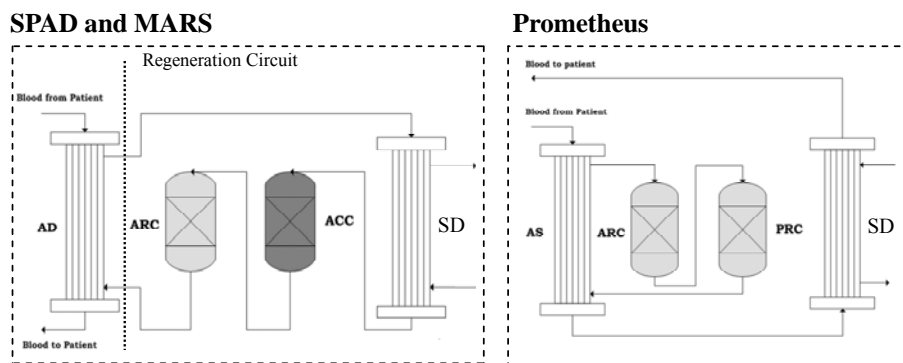 SPAD and MARS
Regeneration Circuit
Blood from Patient
AD
ARC
ACC
SD
Blood to Patient
Prometheus
Blood to patient
Blood from Patient
AS
ARC
PRC
SD